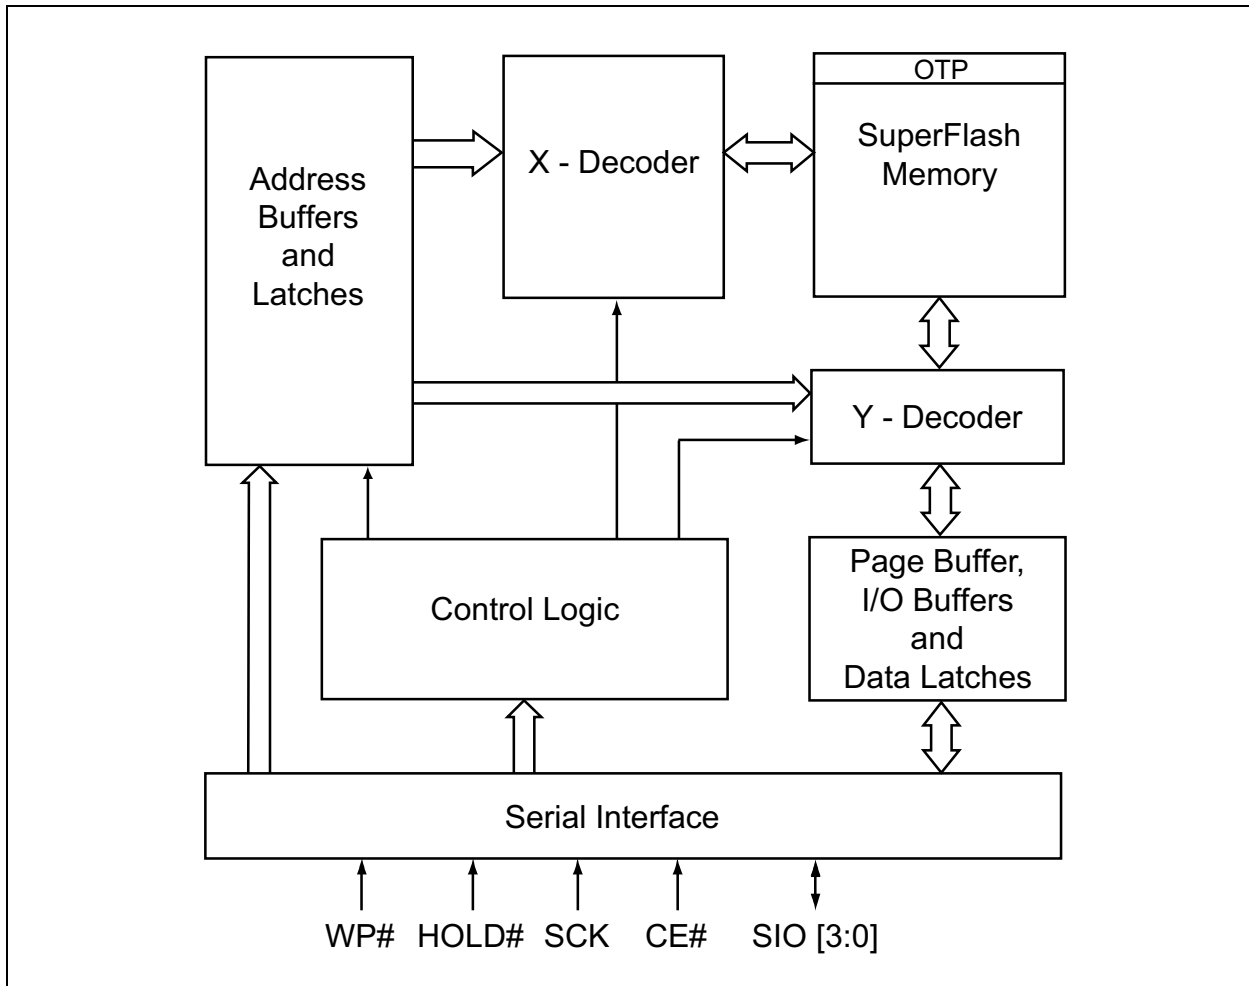 OTP
SuperFlash
Memory
X - Decoder
Address
Buffers
and
Latches
Y - Decoder
Page Buffer,
I/O Buffers
and
Data Latches
Control Logic
Serial Interface
WP# HOLD# SCK CE# SIO [3:0]